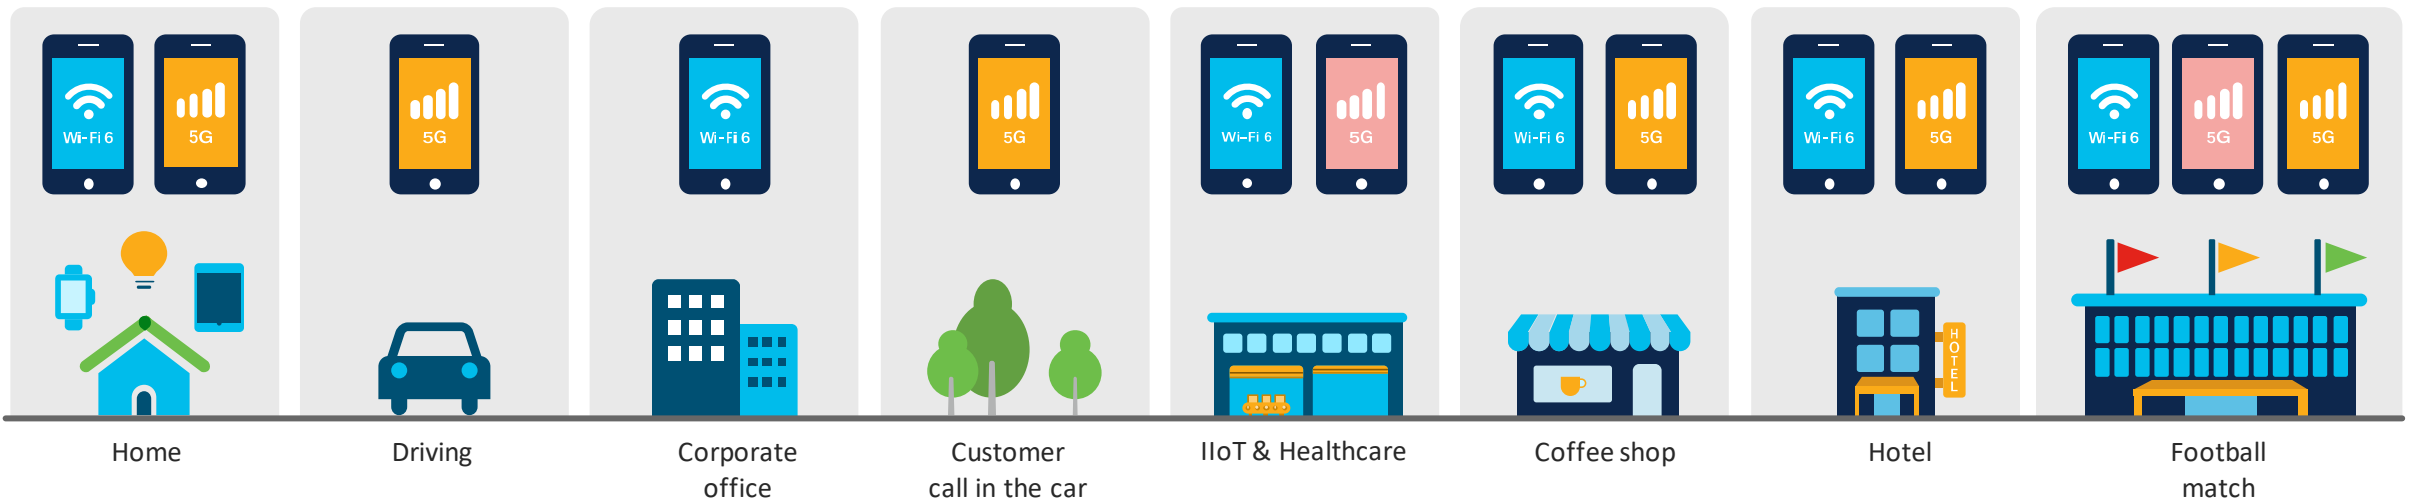 Wi-Fi 6
5G
5G
Wi-Fi 6
5G
Wi-Fi 6
5G
Wi-Fi 6
5G
Wi-Fi 6
5G
Wi-Fi 6
5G
5G
HOTEL
Home
Driving
Corporate
office
Customer
call in the car
IIoT & Healthcare
Coffee shop
Hotel
Football
match